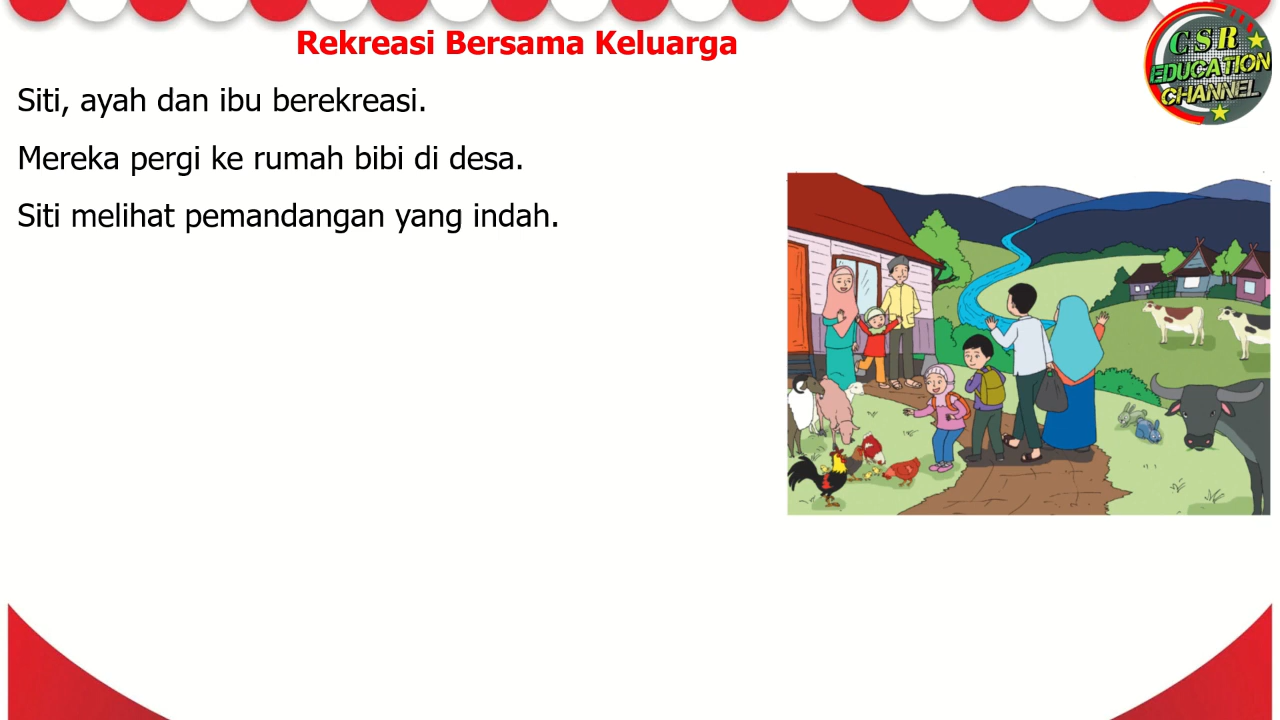 Rekreasi Bersama Keluarga
Siti, ayah dan ibu berekreasi.
Mereka pergi ke rumah bibi di desa.
Siti melihat pemandangan yang indah.
CSR
EDUCATION
CHANNEL